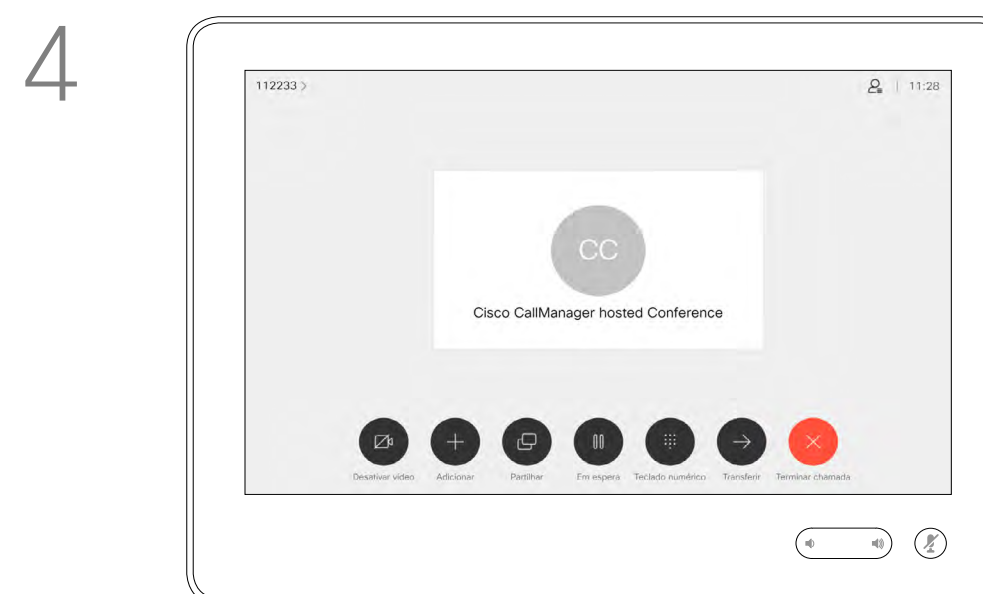 4
112233 >
11:28
CC
Cisco CallManager hosted Conference
Desativar vídeo Adicionar Partilhar Em espera Teclado numérico Transferir Terminar chamada